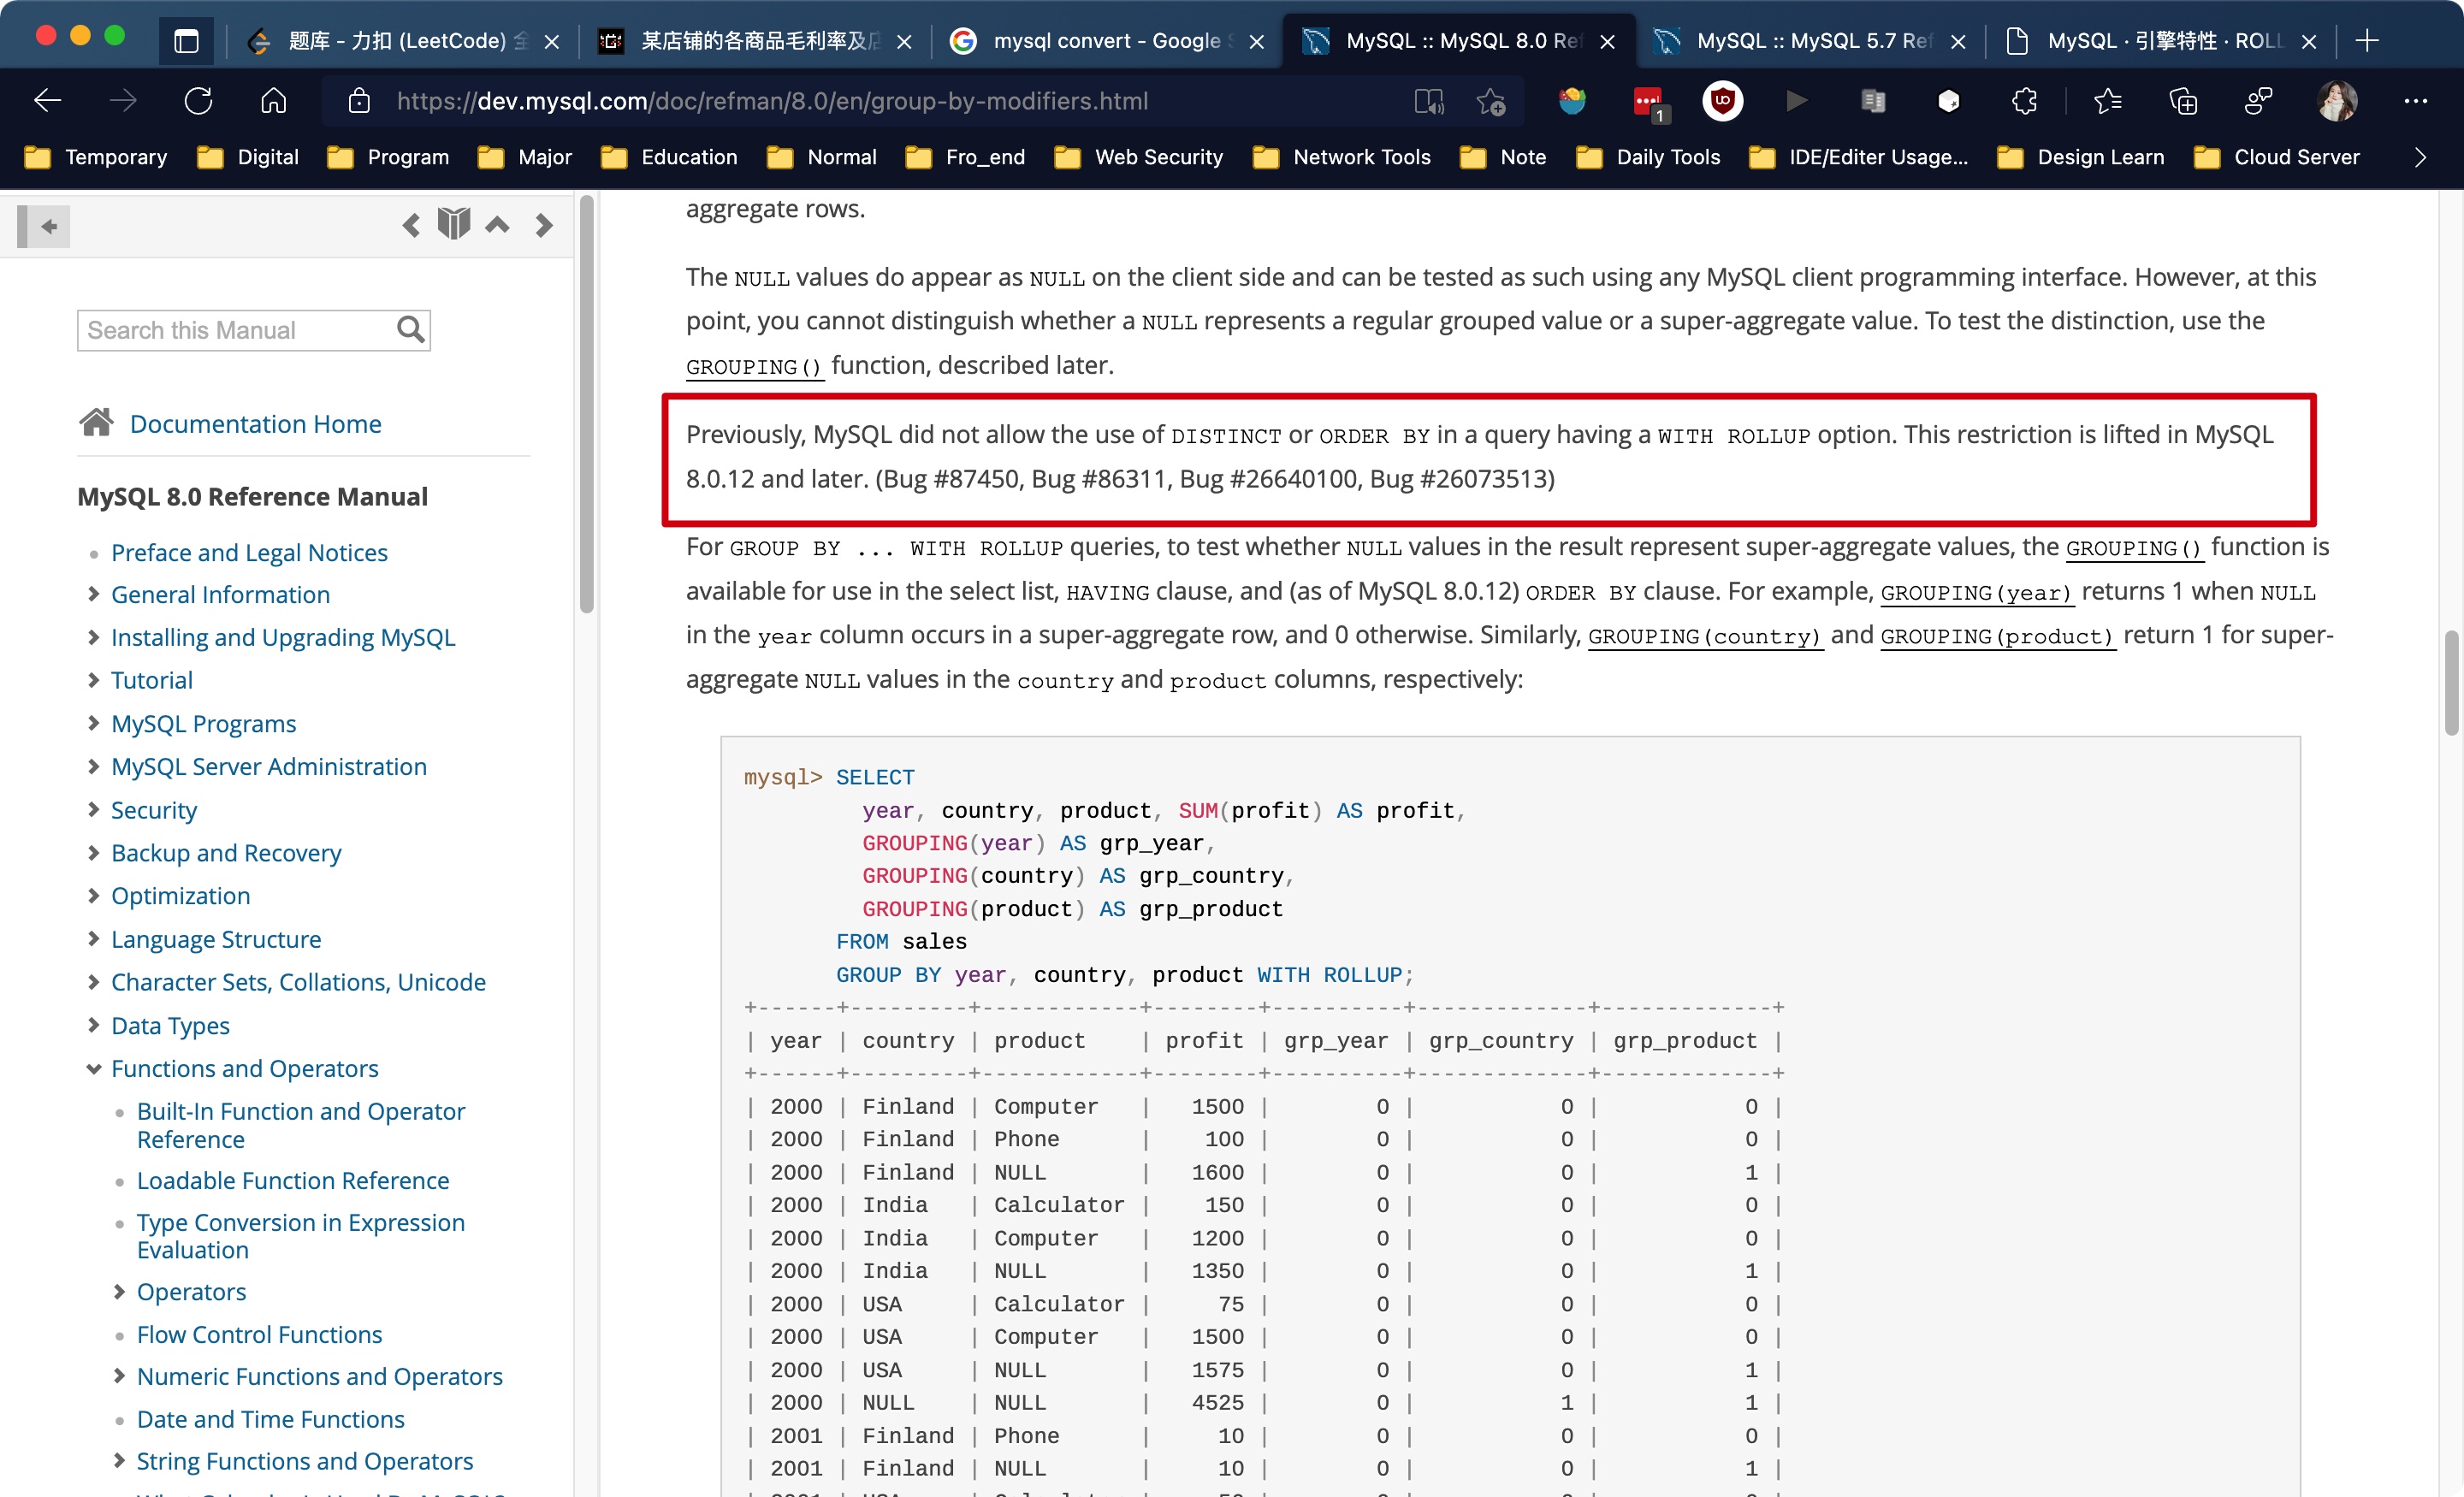 题库 - 力扣 (LeetCode) 全
某店铺的各商品毛利率及店
mysql convert - Google S
MySQL :: MySQL 8.0 Ref
MySQL :: MySQL 5.7 Ref
MySQL · 引擎特性 · ROLL
https://dev.mysql.com/doc/refman/8.0/en/group-by-modifiers.html
1
Temporary Digital Program Major Education Normal Fro_end Web Security Network Tools Note Daily Tools IDE/Editer Usage... Design Learn Cloud Server
Search this Manual
Documentation Home
MySQL 8.0 Reference Manual
Preface and Legal Notices
General Information
Installing and Upgrading MySQL
Tutorial
MySQL Programs
MySQL Server Administration
Security
Backup and Recovery
Optimization
Language Structure
Character Sets, Collations, Unicode
Data Types
Functions and Operators
Built-In Function and Operator
Reference
Loadable Function Reference
Type Conversion in Expression
Evaluation
Operators
Flow Control Functions
Numeric Functions and Operators
Date and Time Functions
String Functions and Operators
aggregate rows.
The NULL values do appear as NULL on the client side and can be tested as such using any MySQL client programming interface. However, at this
point, you cannot distinguish whether a NULL represents a regular grouped value or a super-aggregate value. To test the distinction, use the
GROUPING() function, described later.
Previously, MySQL did not allow the use of DISTINCT or ORDER BY in a query having a WITH ROLLUP option. This restriction is lifted in MySQL
8.0.12 and later. (Bug #87450, Bug #86311, Bug #26640100, Bug #26073513)
For GROUP BY ... WITH ROLLUP queries, to test whether NULL values in the result represent super-aggregate values, the GROUPING() function is
available for use in the select list, HAVING clause, and (as of MySQL 8.0.12) ORDER BY clause. For example, GROUPING(year) returns 1 when NULL
in the year column occurs in a super-aggregate row, and 0 otherwise. Similarly, GROUPING(country) and GROUPING(product) return 1 for super-
aggregate NULL values in the country and product columns, respectively:
mysql> SELECT
year, country, product, SUM(profit) AS profit,
GROUPING(year) AS grp_year,
GROUPING(country) AS grp_country,
GROUPING(product) AS grp_product
FROM sales
GROUP BY year, country, product WITH ROLLUP;
+------+---------+------------+--------+----------+-------------+-------------+
| year | country | product    | profit | grp_year | grp_country | grp_product |
+------+---------+------------+--------+----------+-------------+-------------+
| 2000 | Finland | Computer   |   1500 |        0 |           0 |           0 |
| 2000 | Finland | Phone      |    100 |        0 |           0 |           0 |
| 2000 | Finland | NULL       |   1600 |        0 |           0 |           1 |
| 2000 | India   | Calculator |    150 |        0 |           0 |           0 |
| 2000 | India   | Computer   |   1200 |        0 |           0 |           0 |
| 2000 | India   | NULL       |   1350 |        0 |           0 |           1 |
| 2000 | USA     | Calculator |     75 |        0 |           0 |           0 |
| 2000 | USA     | Computer   |   1500 |        0 |           0 |           0 |
| 2000 | USA     | NULL       |   1575 |        0 |           0 |           1 |
| 2000 | NULL    | NULL       |   4525 |        0 |           1 |           1 |
| 2001 | Finland | Phone      |     10 |        0 |           0 |           0 |
| 2001 | Finland | NULL       |     10 |        0 |           0 |           1 |